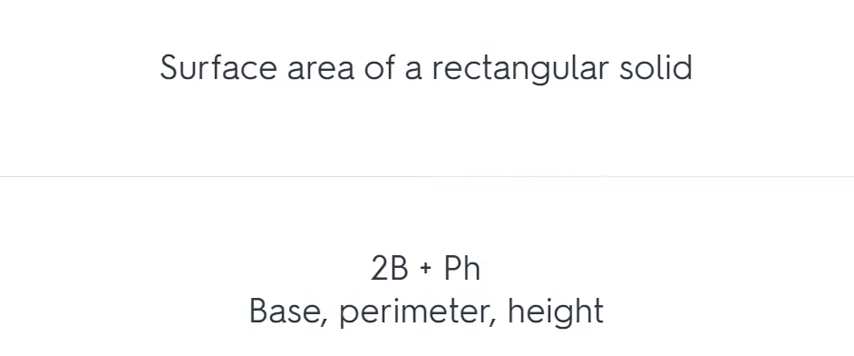 Surface area of a rectangular solid
2B + Ph
Base, perimeter, height